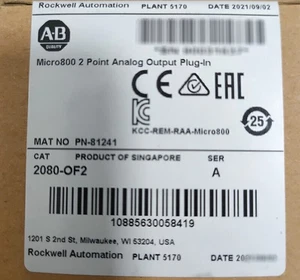 Rockwell Automation PLANT 5170 DATE 2021/09/02
A-B
QUALITY
Micro800 2 Point Analog Output Plug-In
CE EAC
KCC-REM-RAA-Micro800
25
MAT NO PN-81241
CAT PRODUCT OF SINGAPORE SER
2080-OF2 A
10885630058419
1201 S 2nd St, Milwaukee, WI 53204, USA
Rockwell Automation PLANT 5170 DATE